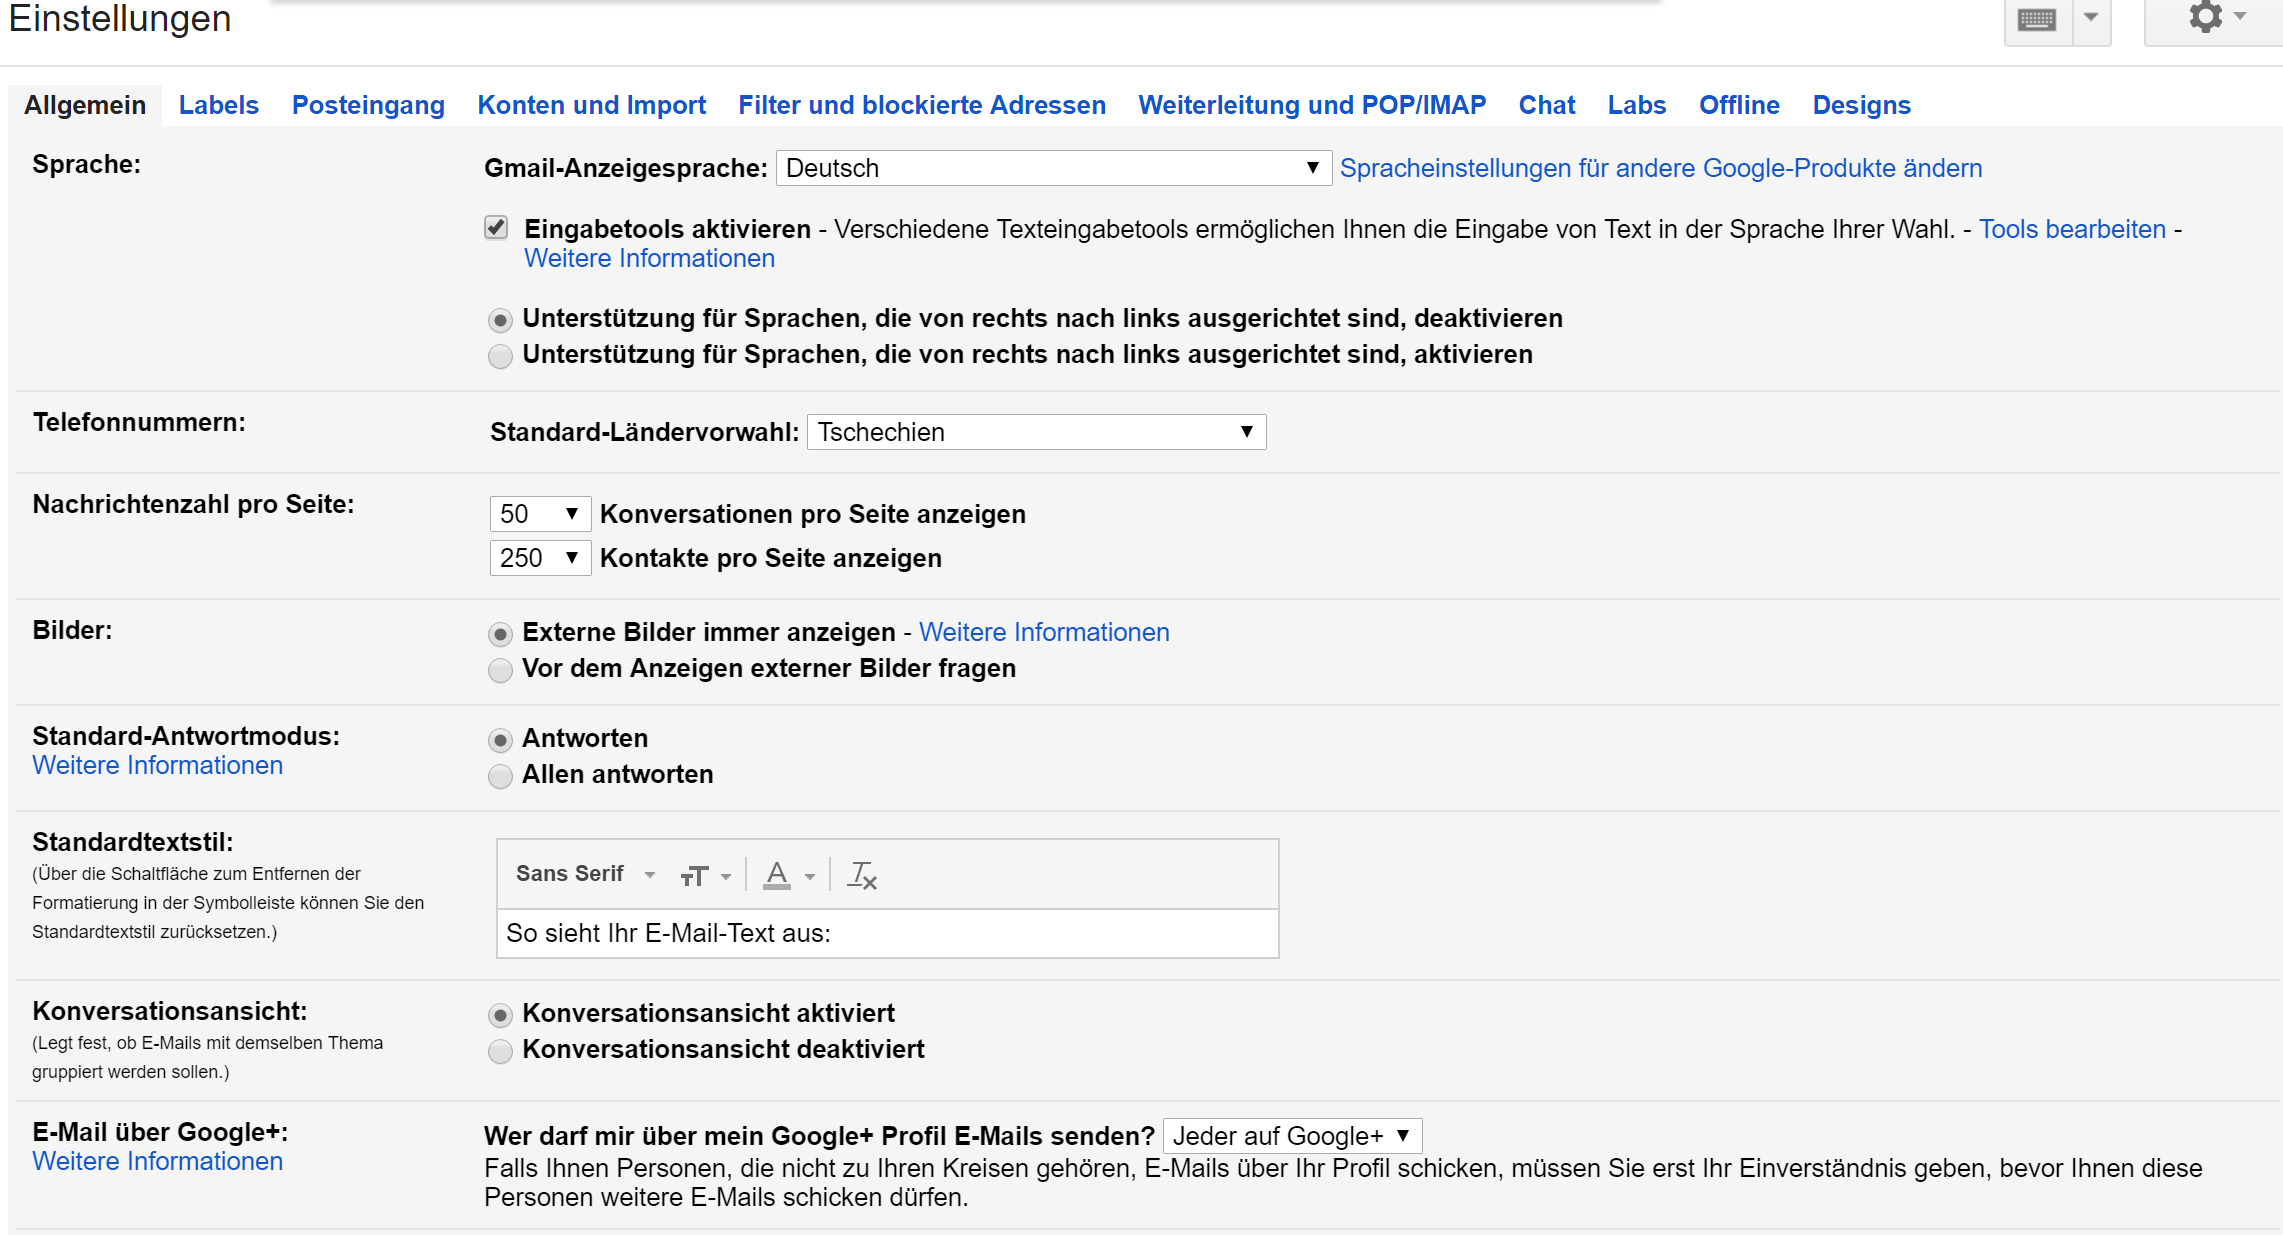 Einstellungen
Allgemein Labels Posteingang Konten und Import Filter und blockierte Adressen Weiterleitung und POP/IMAP Chat Labs Offline Designs
Sprache:
Gmail-Anzeigesprache: Deutsch Spracheinstellungen für andere Google-Produkte ändern
Eingabetools aktivieren - Verschiedene Texteingabetools ermöglichen Ihnen die Eingabe von Text in der Sprache Ihrer Wahl. - Tools bearbeiten -
Weitere Informationen
Unterstützung für Sprachen, die von rechts nach links ausgerichtet sind, deaktivieren
Unterstützung für Sprachen, die von rechts nach links ausgerichtet sind, aktivieren
Telefonnummern:
Standard-Ländervorwahl: Tschechien
Nachrichtenzahl pro Seite:
50 Konversationen pro Seite anzeigen
250 Kontakte pro Seite anzeigen
Bilder:
Externe Bilder immer anzeigen - Weitere Informationen
Vor dem Anzeigen externer Bilder fragen
Standard-Antwortmodus:
Weitere Informationen
Antworten
Allen antworten
Standardtextstil:
(Über die Schaltfläche zum Entfernen der
Formatierung in der Symbolleiste können Sie den
Standardtextstil zurücksetzen.)
Sans Serif
So sieht Ihr E-Mail-Text aus:
Konversationsansicht:
(Legt fest, ob E-Mails mit demselben Thema
gruppiert werden sollen.)
Konversationsansicht aktiviert
Konversationsansicht deaktiviert
E-Mail über Google+:
Weitere Informationen
Wer darf mir über mein Google+ Profil E-Mails senden? Jeder auf Google+
Falls Ihnen Personen, die nicht zu Ihren Kreisen gehören, E-Mails über Ihr Profil schicken, müssen Sie erst Ihr Einverständnis geben, bevor Ihnen diese
Personen weitere E-Mails schicken dürfen.